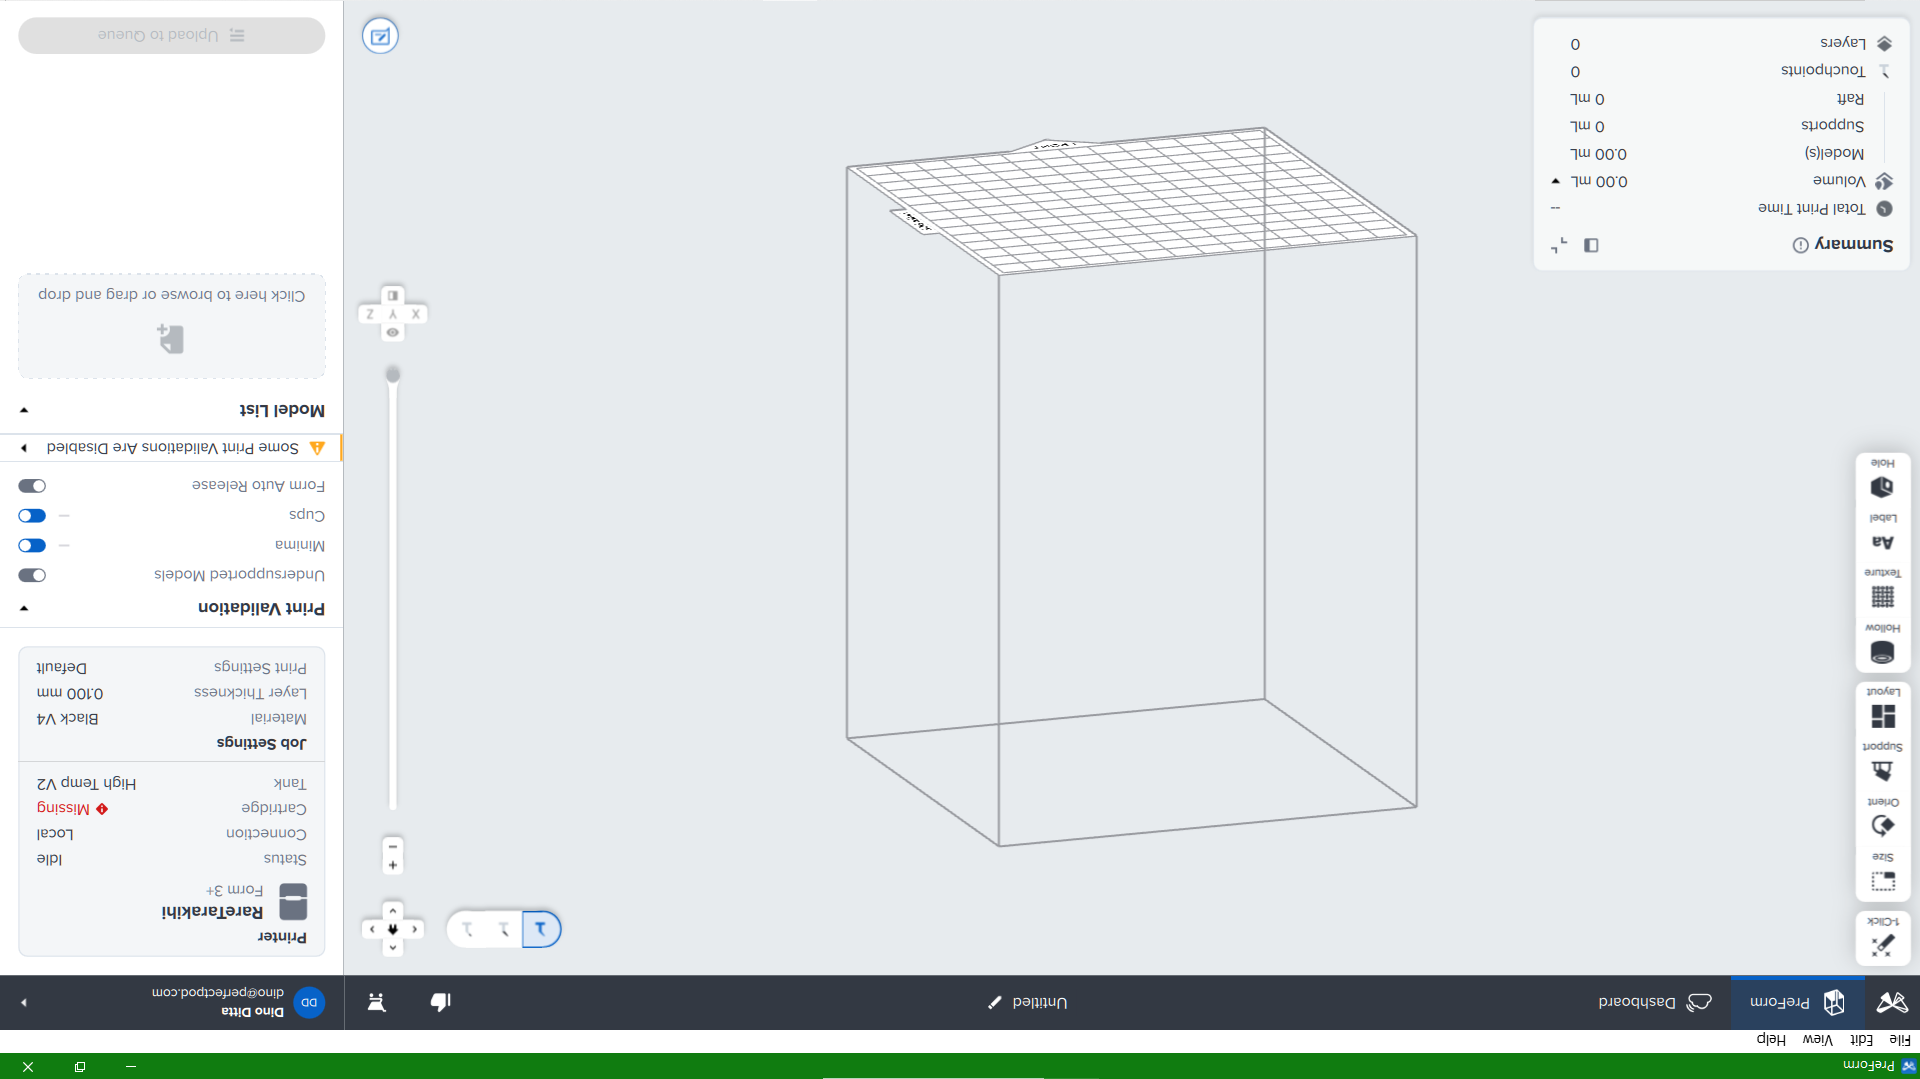 PreForm
File Edit View Help
PreForm
Dashboard
Untitled
DD
Dino Ditta
dino@perfectpod.com
1-Click
Size
Orient
Support
Layout
Hollow
Texture
Aa
Label
Hole
+
−
X Y Z
Printer
RareTarakihi
Form 3+
Status Idle
Connection Local
Cartridge Missing
Tank High Temp V2
Job Settings
Material Black V4
Layer Thickness 0.100 mm
Print Settings Default
Print Validation
Undersupported Models
Minima —
Cups —
Form Auto Release
Some Print Validations Are Disabled
Model List
Click here to browse or drag and drop
Upload to Queue
Summary
Total Print Time --
Volume 0.00 mL
Model(s) 0.00 mL
Supports 0 mL
Raft 0 mL
Touchpoints 0
Layers 0